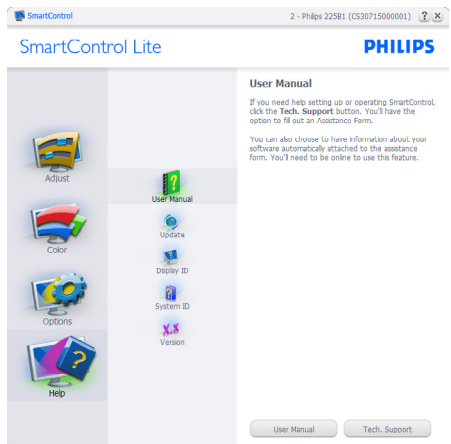 SmartControl
2 - Philips 225B1 (CS30715000001)
? X
SmartControl Lite
PHILIPS
Adjust
Color
Options
?
Help
?
User Manual
Update
Display ID
?
System ID
X.X
Version
User Manual
If you need help setting up or operating SmartControl,
click the Tech. Support button. You'll have the
option to fill out an Assistance Form.
You can also choose to have information about your
software automatically attached to the assistance
form. You'll need to be online to use this feature.
User Manual
Tech. Support